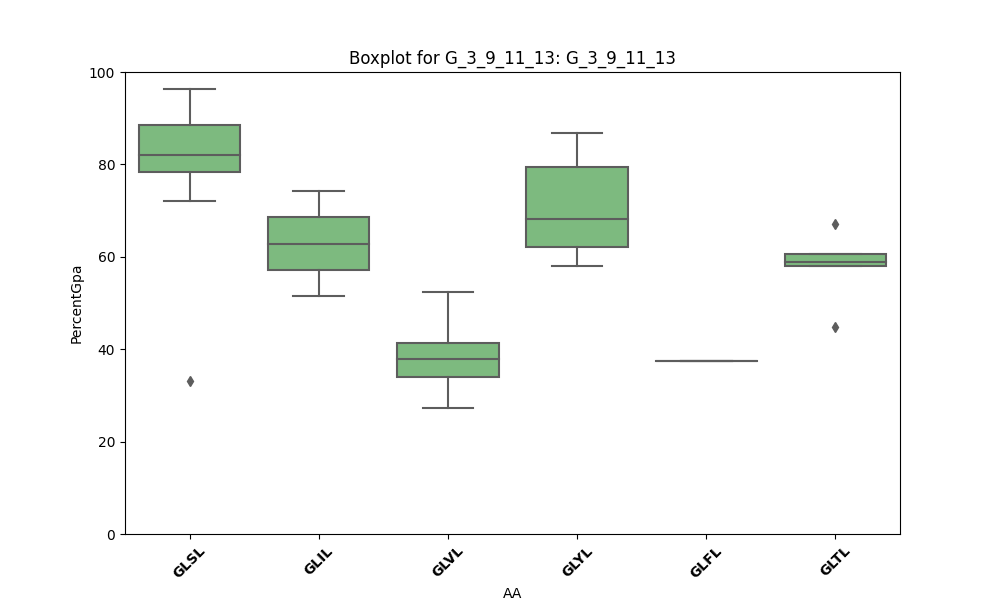 Boxplot for G_3_9_11_13: G_3_9_11_13
100
80
60
40
20
0
PercentGpa
GLSL
GLIL
GLVL
GLYL
GLFL
GLTL
AA